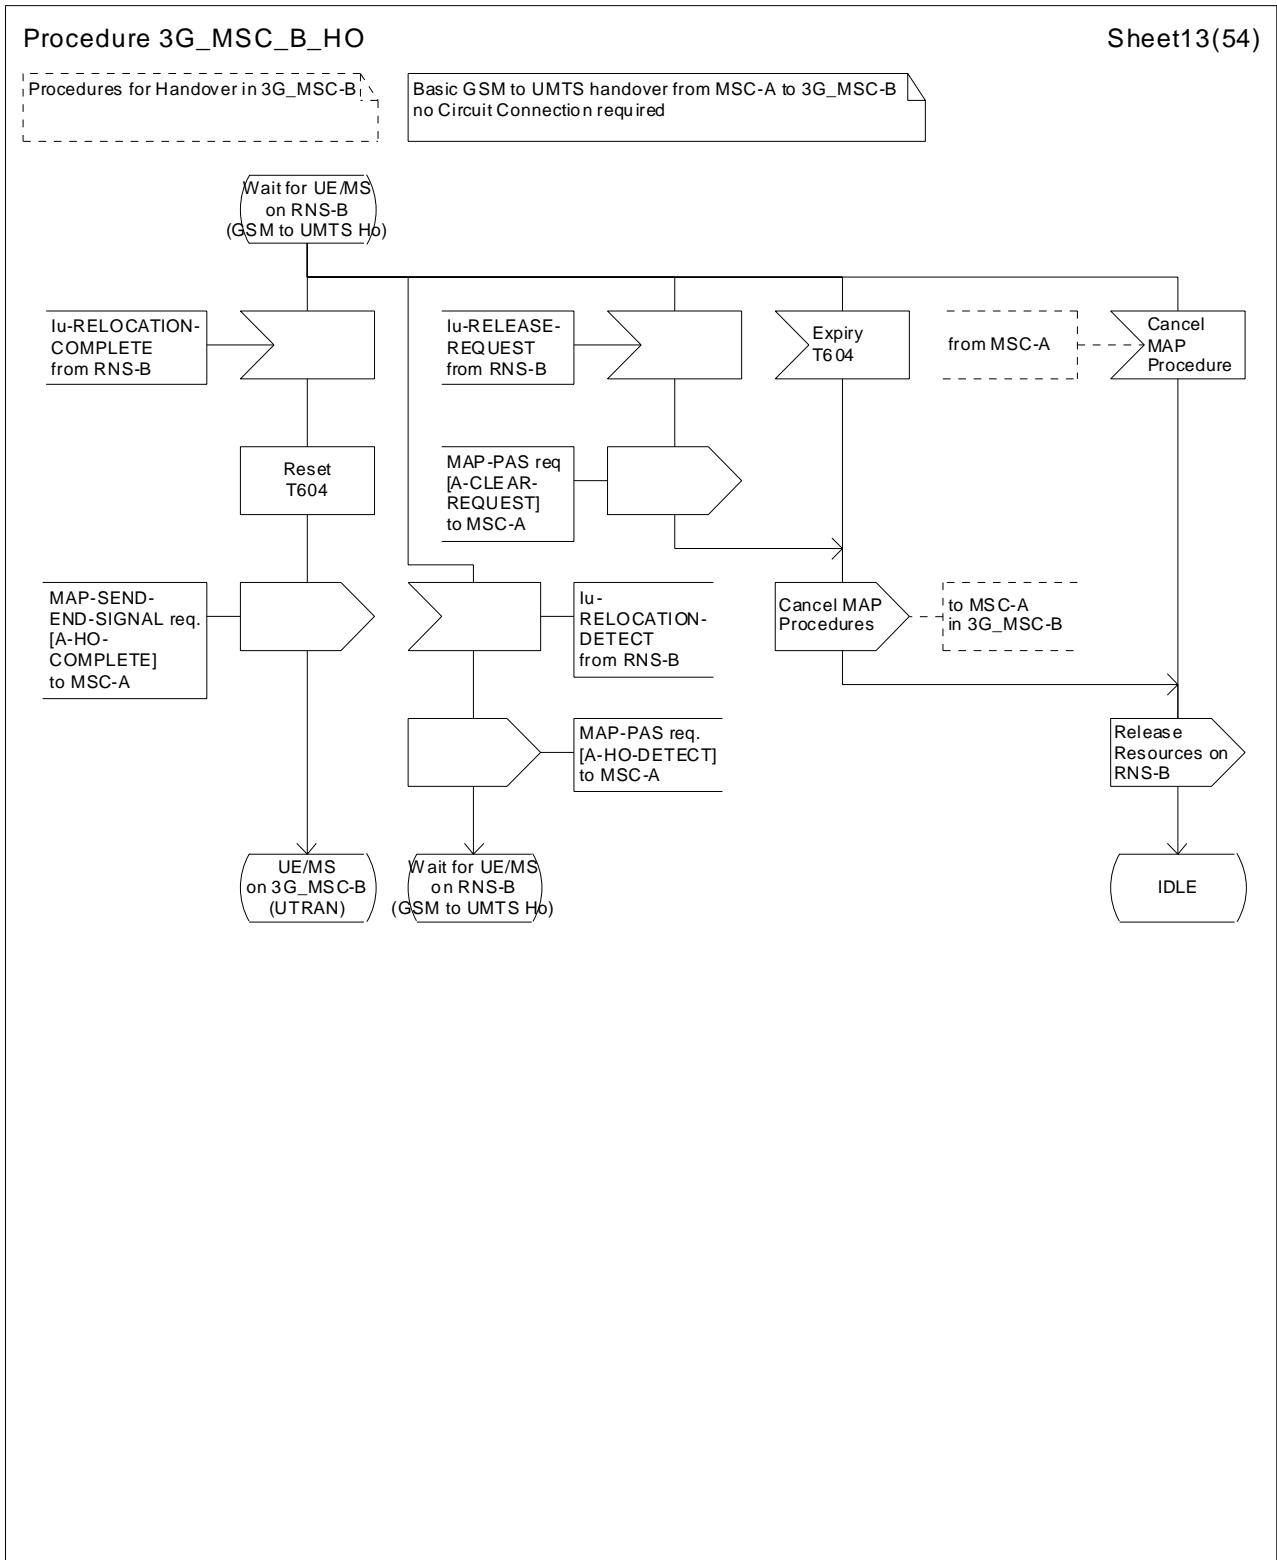 Procedure 3G_MSC_B_HO
Sheet13(54)
Procedures for Handover in 3G_MSC-B
Basic GSM to UMTS handover from MSC-A to 3G_MSC-B
no Circuit Connection required
Wait for UE/MS
on RNS-B
(GSM to UMTS Ho)
Iu-RELOCATION-
COMPLETE
from RNS-B
Iu-RELEASE-
REQUEST
from RNS-B
Expiry
T604
from MSC-A
Cancel
MAP
Procedure
Reset
T604
MAP-PAS req
[A-CLEAR-
REQUEST]
to MSC-A
MAP-SEND-
END-SIGNAL req.
[A-HO-
COMPLETE]
to MSC-A
Iu-
RELOCATION-
DETECT
from RNS-B
Cancel MAP
Procedures
to MSC-A
in 3G_MSC-B
MAP-PAS req.
[A-HO-DETECT]
to MSC-A
Release
Resources on
RNS-B
UE/MS
on 3G_MSC-B
(UTRAN)
Wait for UE/MS
on RNS-B
(GSM to UMTS Ho)
IDLE